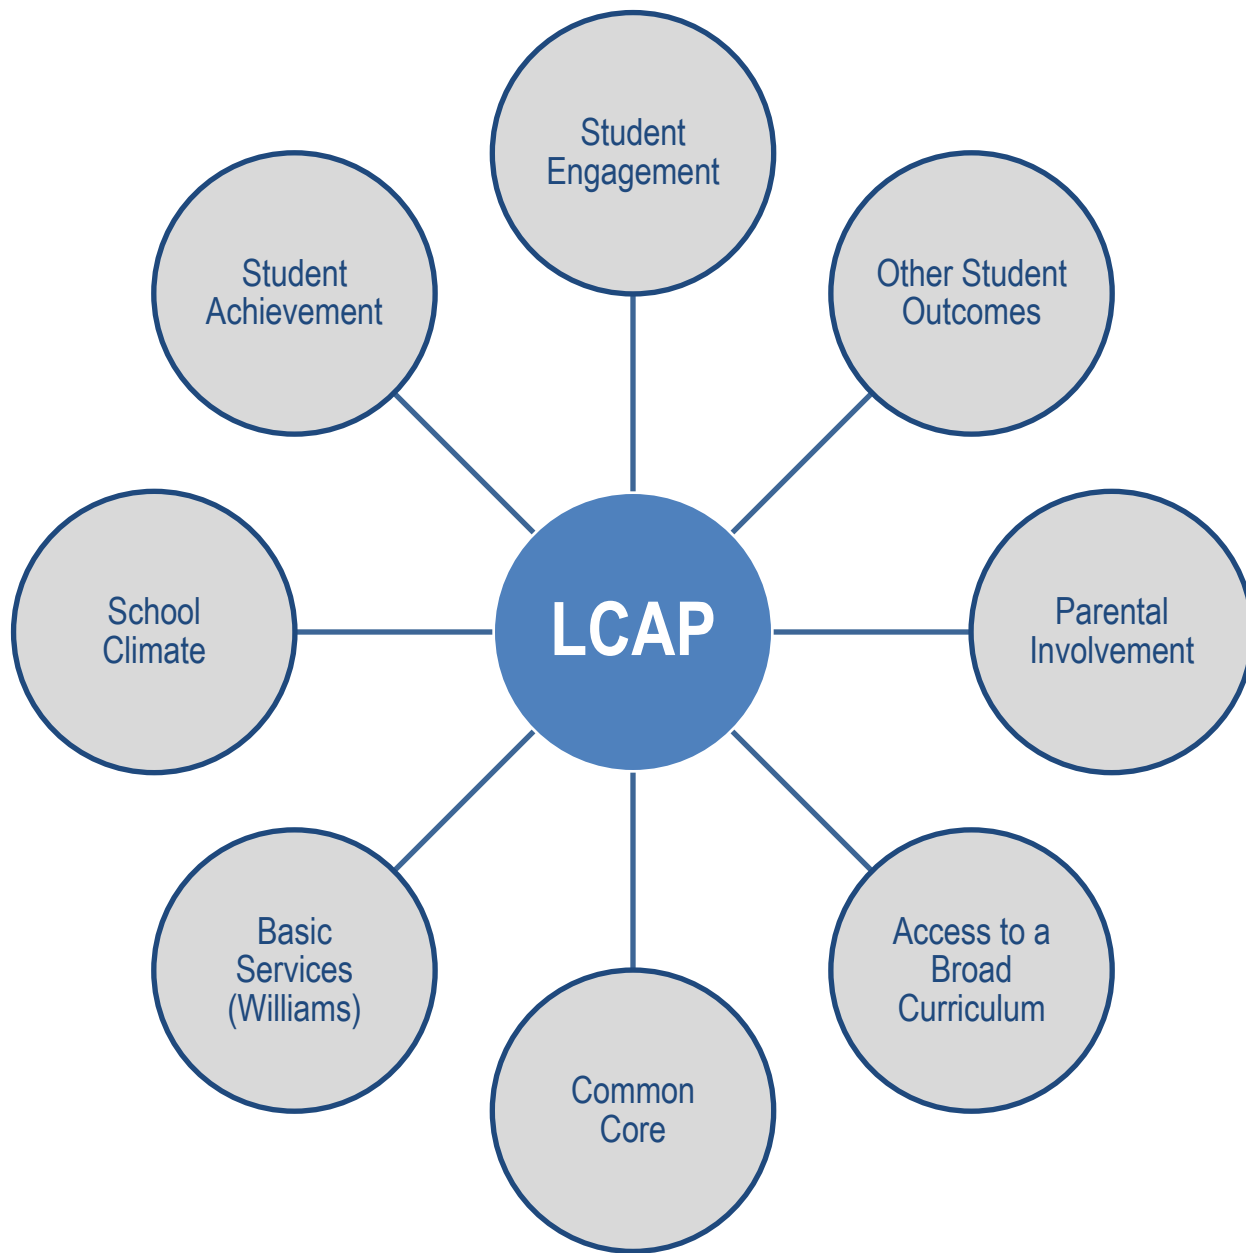 Student
Engagement
Other Student
Outcomes
Parental
Involvement
Access to a
Broad
Curriculum
Common
Core
Basic
Services
(Williams)
School
Climate
Student
Achievement
LCAP